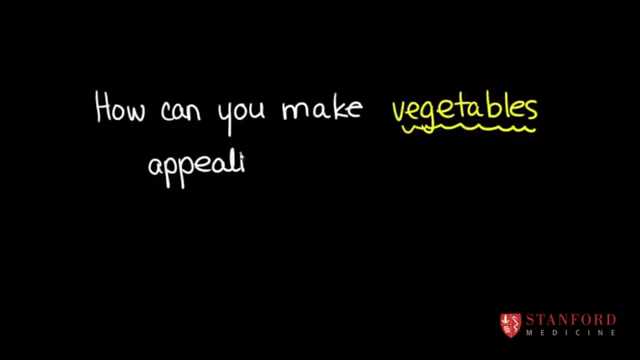 How can you make vegetables
appeali
STANFORD
MEDICINE